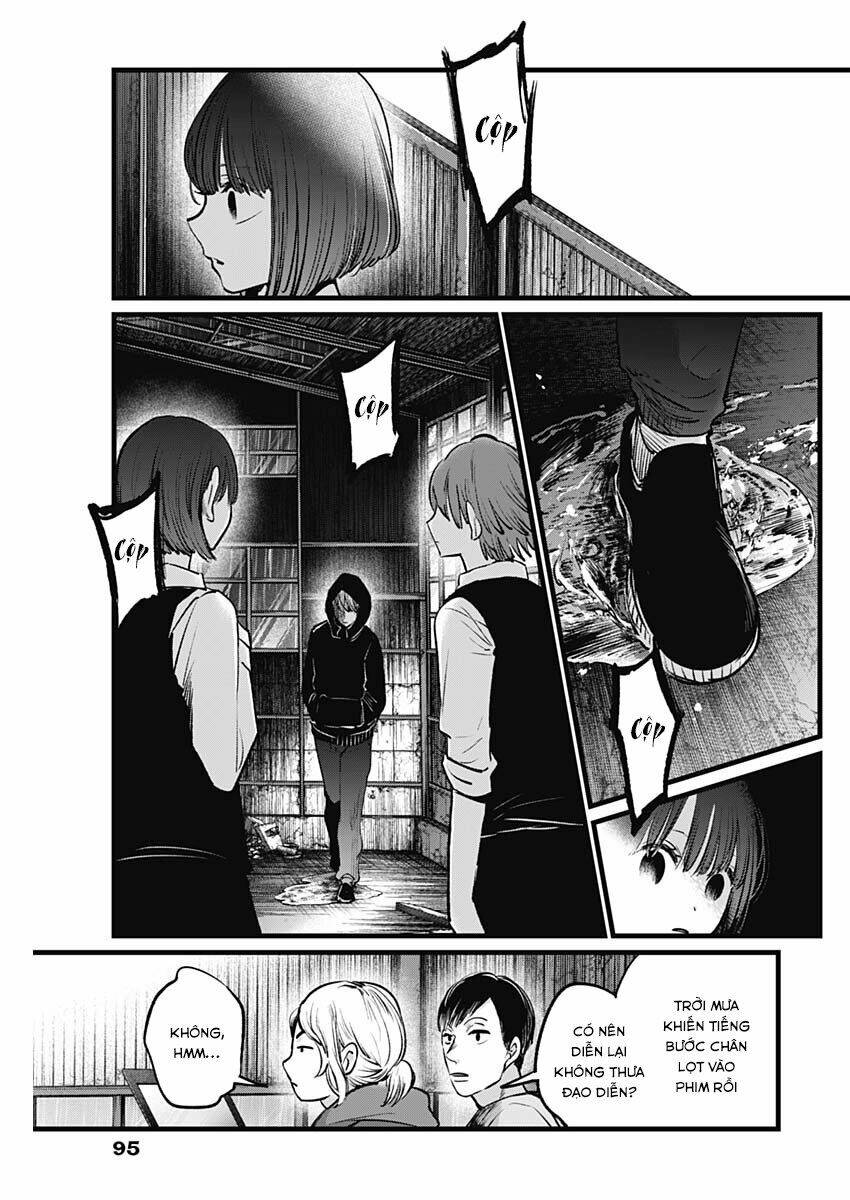 Cộp
Cộp
Cộp
Cộp
TRỜI MƯA
KHIẾN TIẾNG
BƯỚC CHÂN
LỌT VÀO
PHIM RỒI
CÓ NÊN
DIỄN LẠI
KHÔNG THƯA
ĐẠO DIỄN?
KHÔNG,
HMM...
95